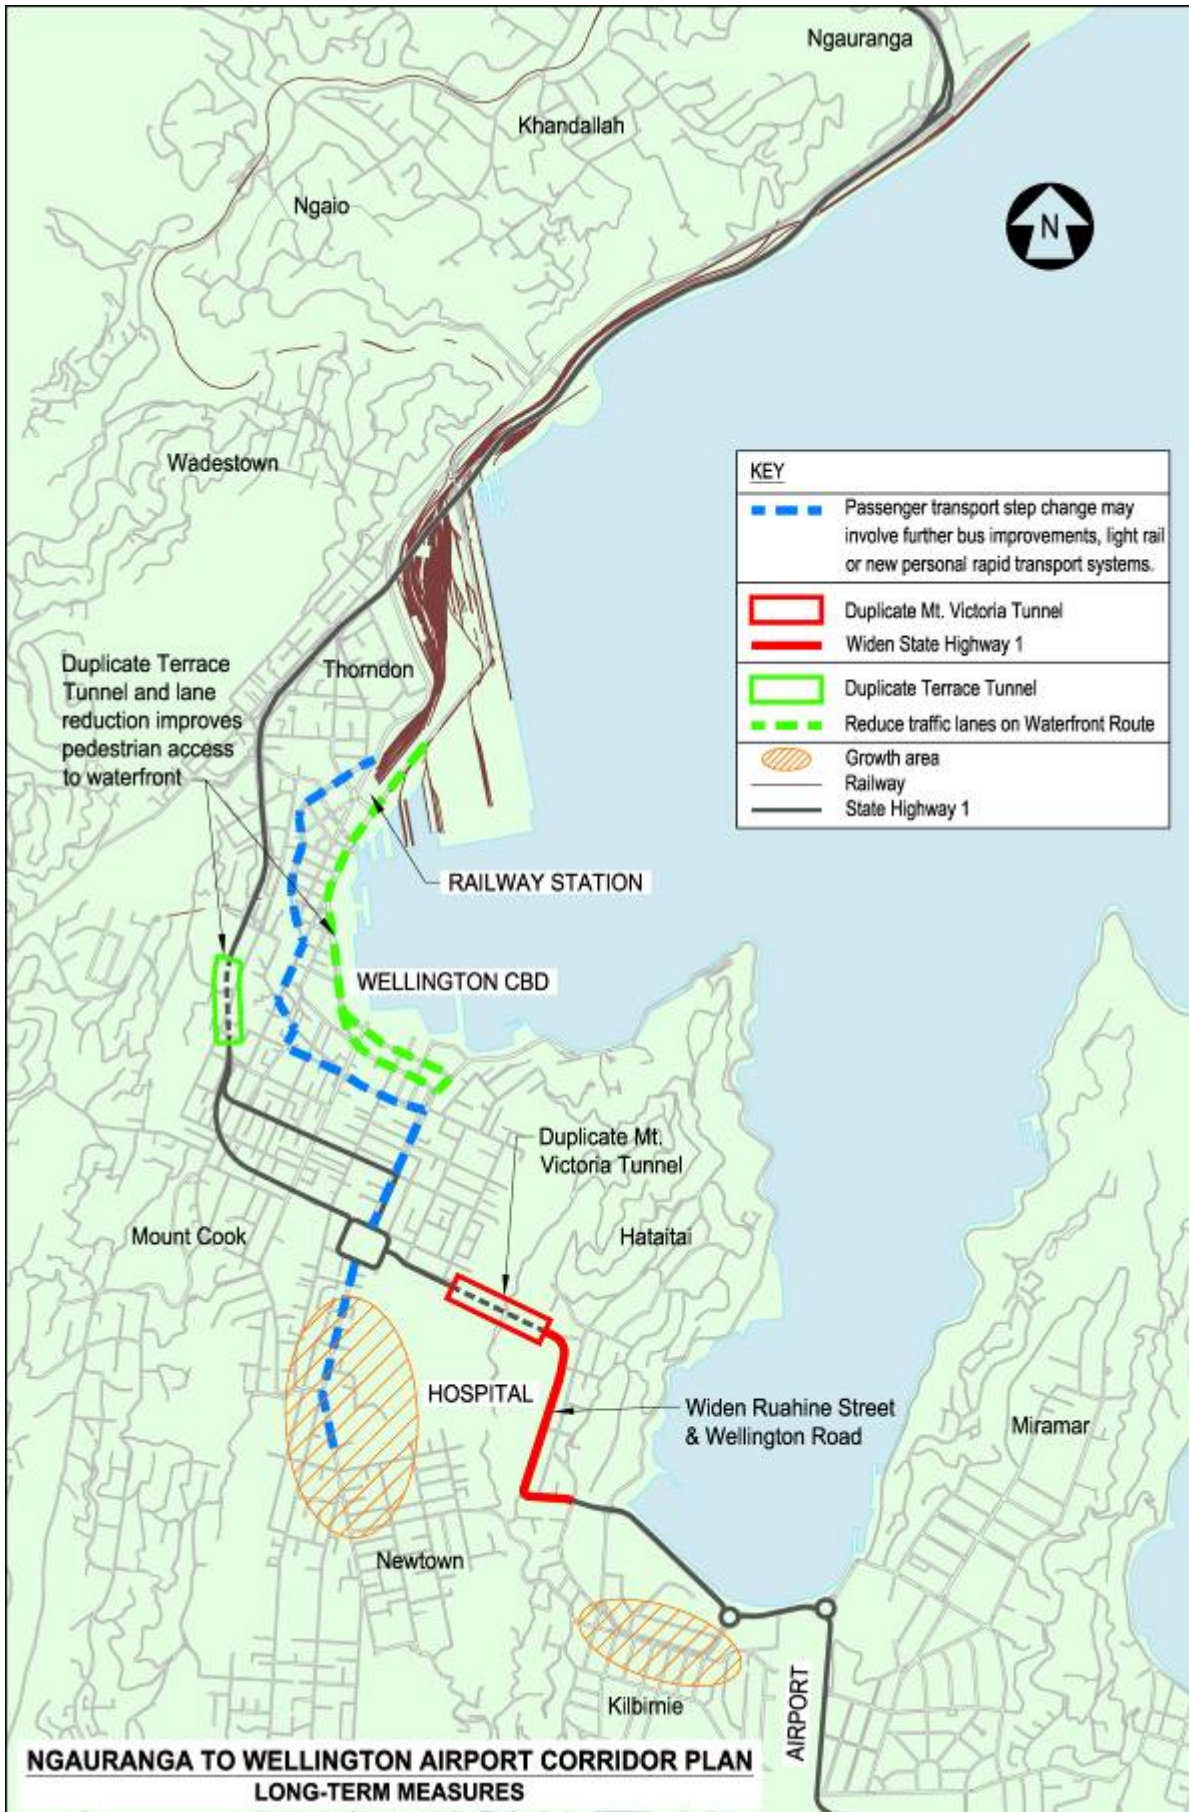 Ngauranga
Khandallah
Ngaio
N
Wadestown
KEY
Passenger transport step change may
involve further bus improvements, light rail
or new personal rapid transport systems.
Duplicate Mt. Victoria Tunnel
Widen State Highway 1
Duplicate Terrace Tunnel
Reduce traffic lanes on Waterfront Route
Growth area
Railway
State Highway 1
Duplicate Terrace
Tunnel and lane
reduction improves
pedestrian access
to waterfront
Thorndon
RAILWAY STATION
WELLINGTON CBD
Duplicate Mt.
Victoria Tunnel
Mount Cook
Hataitai
HOSPITAL
Widen Ruahine Street
& Wellington Road
Miramar
Newtown
Kilbirnie
AIRPORT
NGAURANGA TO WELLINGTON AIRPORT CORRIDOR PLAN
LONG-TERM MEASURES